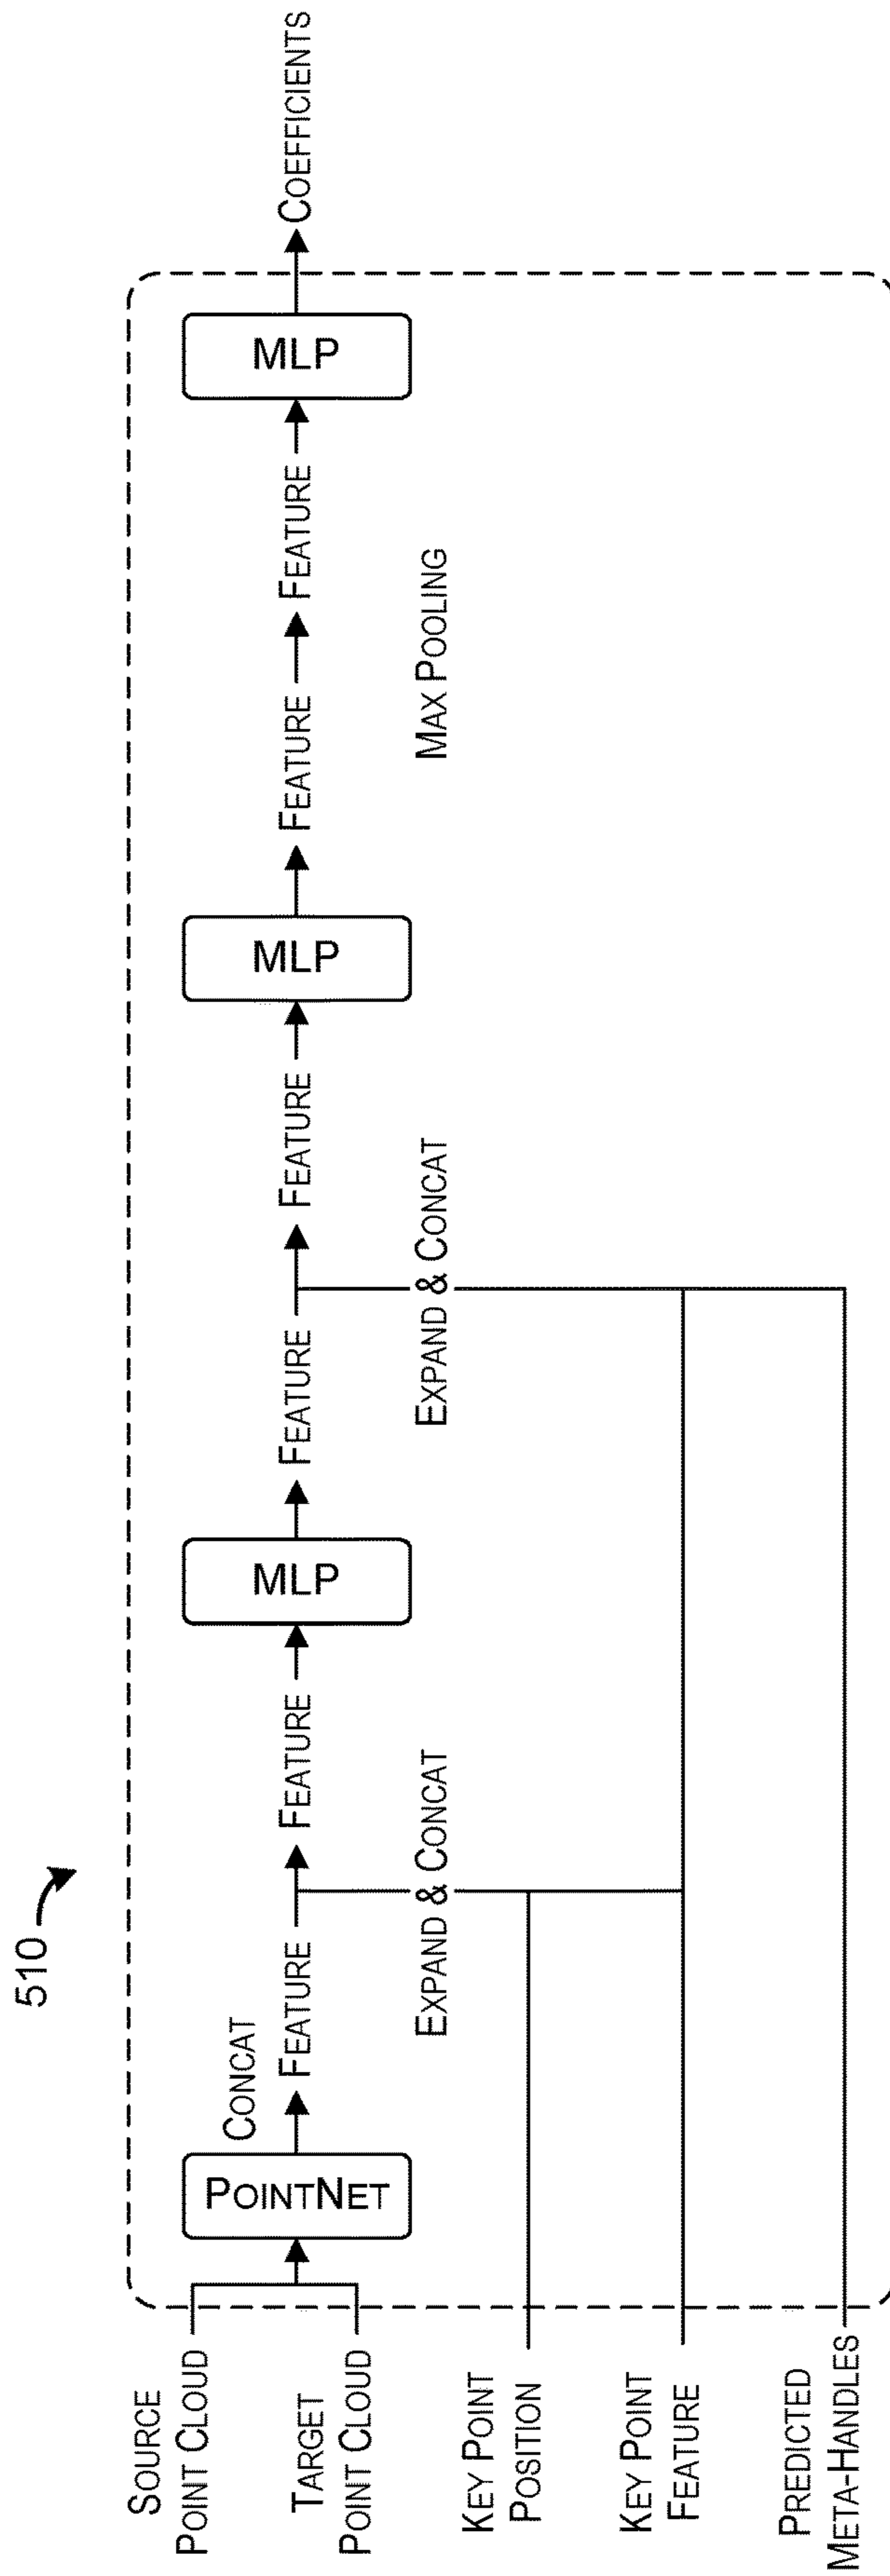 510
SOURCE
POINT CLOUD
TARGET
POINT CLOUD
KEY POINT
POSITION
KEY POINT
FEATURE
PREDICTED
META-HANDLES
POINTNET
CONCAT
FEATURE
EXPAND & CONCAT
FEATURE
MLP
FEATURE
EXPAND & CONCAT
FEATURE
MLP
FEATURE
MAX POOLING
FEATURE
MLP
COEFFICIENTS